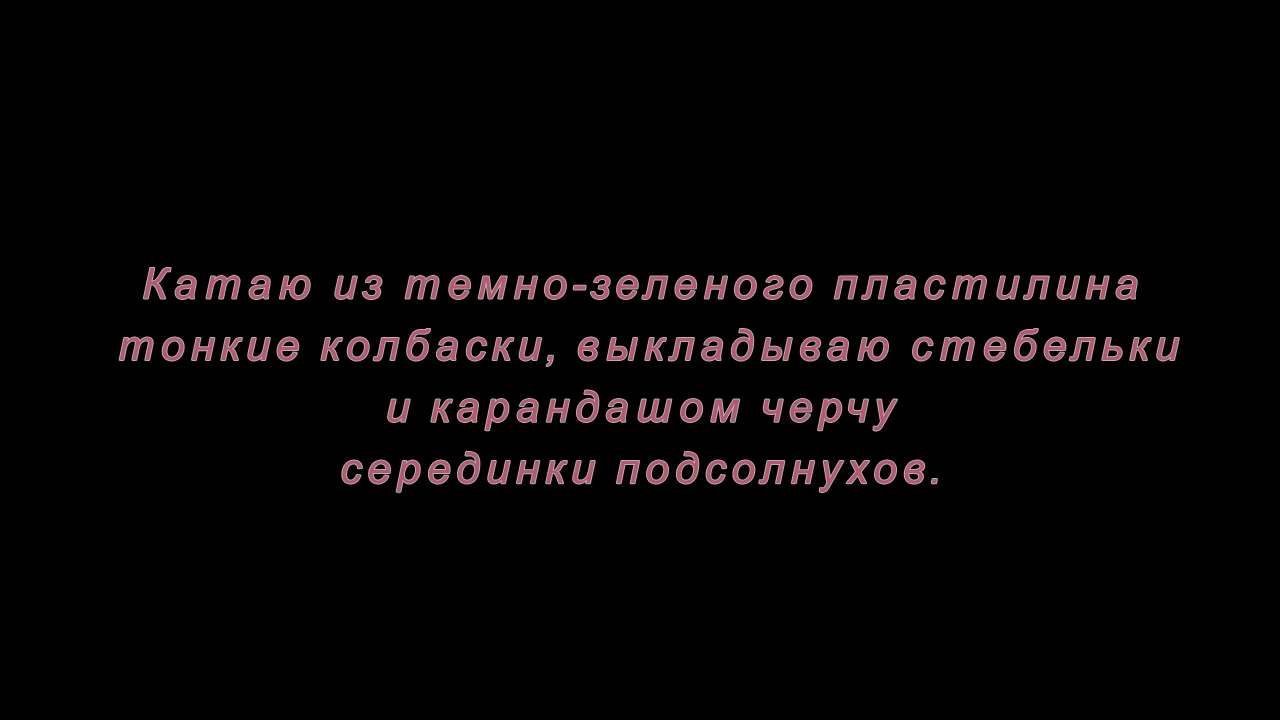 Катаю из темно-зеленого пластилина
тонкие колбаски, выкладываю стебельки
и карандашом черчу
серединки подсолнухов.